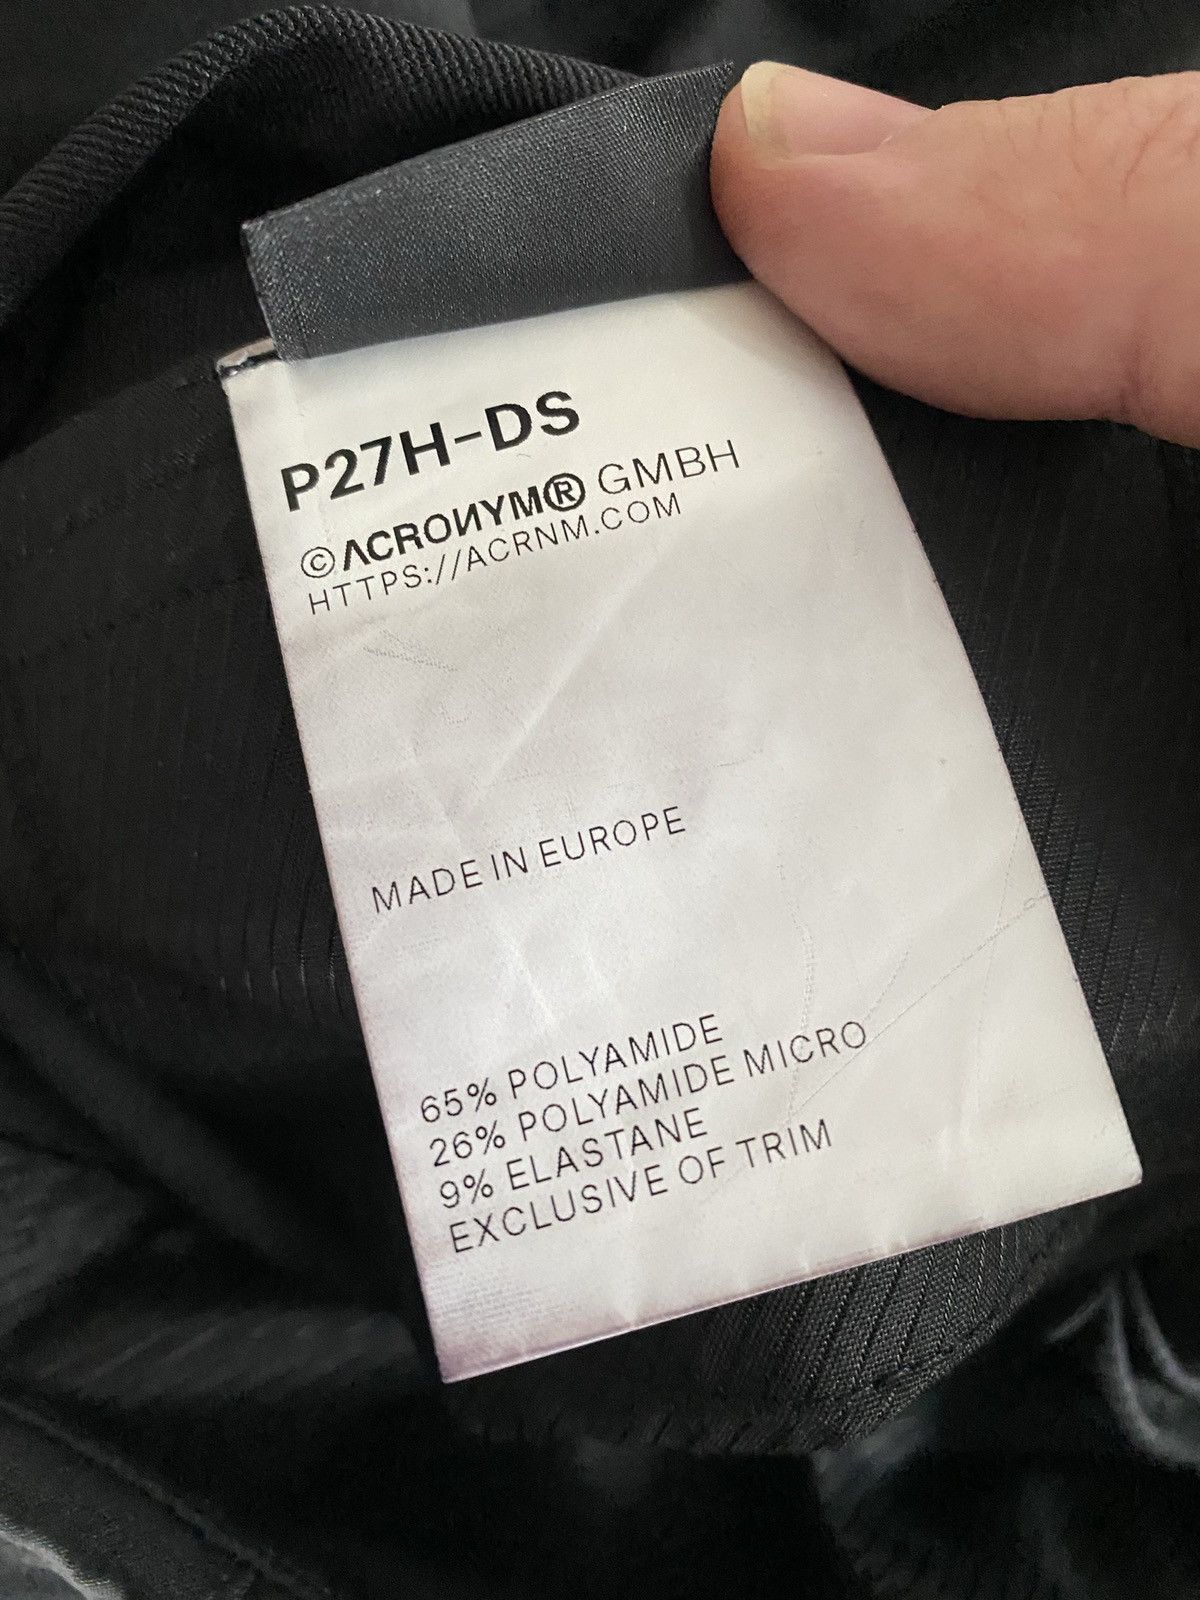 P27H-DS
©ΛCROИYM® GMBH
HTTPS://ACRNM.COM
MADE IN EUROPE
65% POLYAMIDE
26% POLYAMIDE MICRO
9% ELASTANE
EXCLUSIVE OF TRIM